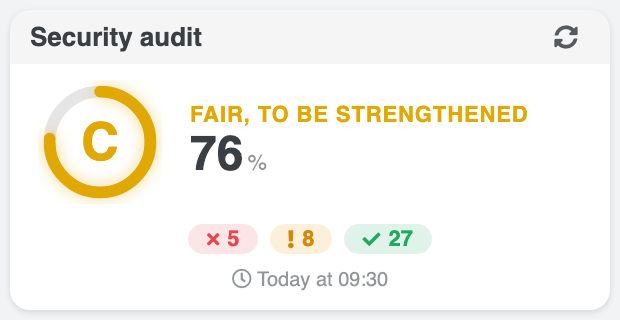 Security audit
C
FAIR, TO BE STRENGTHENED
76 %
5 8 27
Today at 09:30